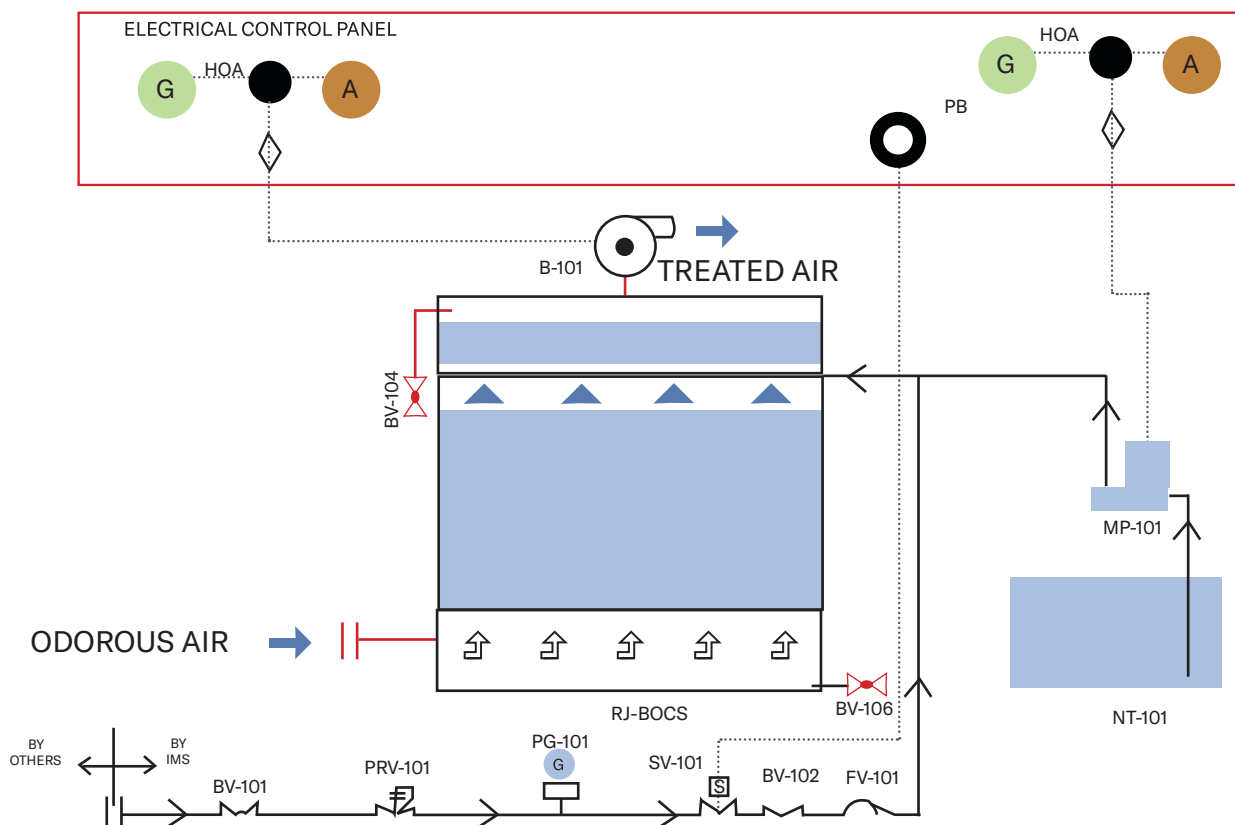 ELECTRICAL CONTROL PANEL
G
HOA
A
G
HOA
A
PB
B-101
TREATED AIR
BV-104
MP-101
ODOROUS AIR
RJ-BOCS
BV-106
NT-101
BY
OTHERS
BY
IMS
BV-101
PRV-101
PG-101
G
SV-101
S
BV-102
FV-101